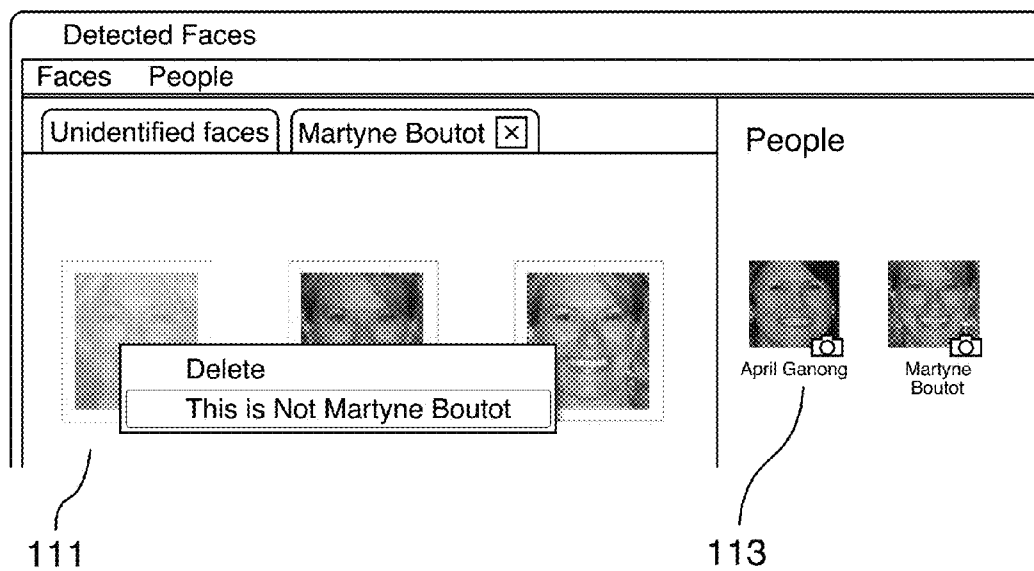 Detected Faces
Faces People
Unidentified faces Martyne Boutot ×
People
Delete
This is Not Martyne Boutot
April Ganong
Martyne
Boutot
111
113